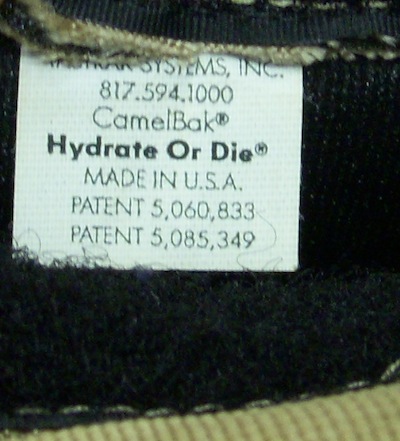 SYSTEMS, INC.
817.594.1000
CamelBak®
Hydrate Or Die®
MADE IN U.S.A.
PATENT 5,060,833
PATENT 5,085,349